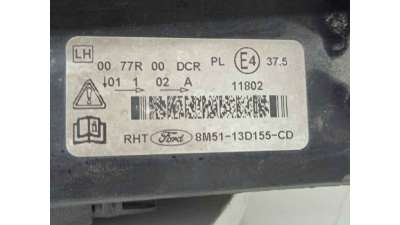 LH
00 77R 00 DCR PL E4 37.5
↓01 1 02 A 11802
RHT Ford 8M51-13D155-CD